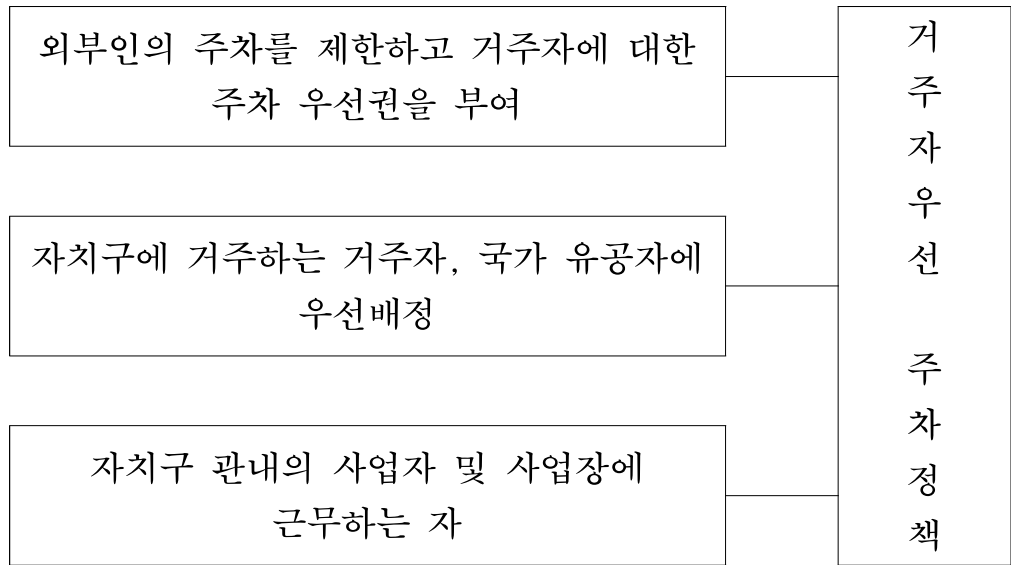 외부인의 주차를 제한하고 거주자에 대한
주차 우선권을 부여
자치구에 거주하는 거주자, 국가 유공자에
우선배정
자치구 관내의 사업자 및 사업장에
근무하는 자
거주자우선 주차정책